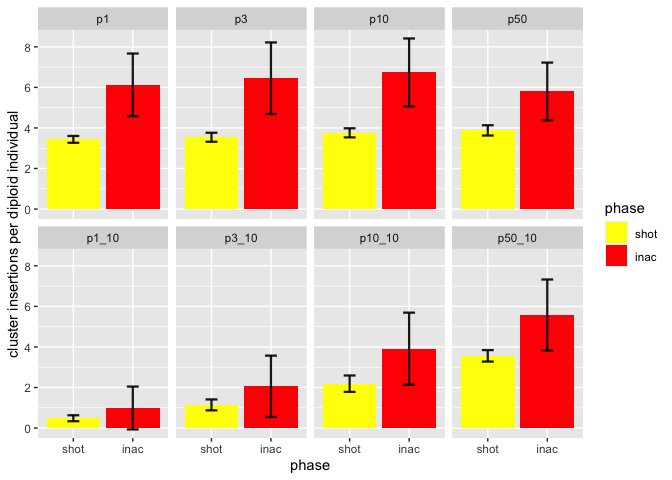 p1 p3 p10 p50
8
6
4
2
0
cluster insertions per diploid individual
p1_10 p3_10 p10_10 p50_10
8
6
4
2
0
shot inac shot inac shot inac shot inac
phase
phase
shot
inac